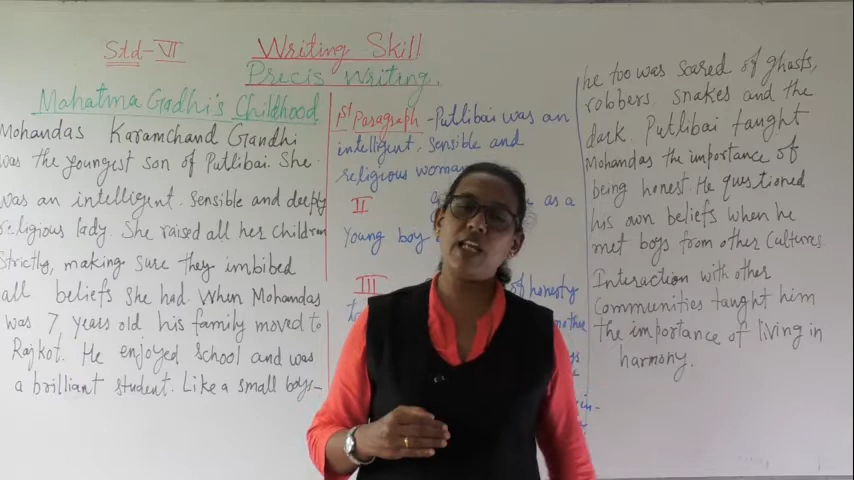 Std-VI
Writing Skill
Precis Writing.
Mahatma Gadhi's Childhood
Mohandas Karamchand Gandhi
was the youngest son of Putlibai. She
was an intelligent. Sensible and deeply
religious lady. She raised all her children
Strictly, making sure they imbibed
all beliefs she had. When Mohandas
was 7 years old his family moved to
Rajkot. He enjoyed school and was
a brilliant student. Like a small boys-
1st Paragraph - Putlibai was an
intelligent. Sensible and
religious woman
II as a
Young boy
III of honesty
he too was scared of ghasts,
robbers. snakes and the
dark. Putlibai taught
Mohandas the importance of
being honest. He questioned
his own beliefs when he
met boys from other Cultures.
Interaction with other
Communities taught him
the importance of living in
harmony.